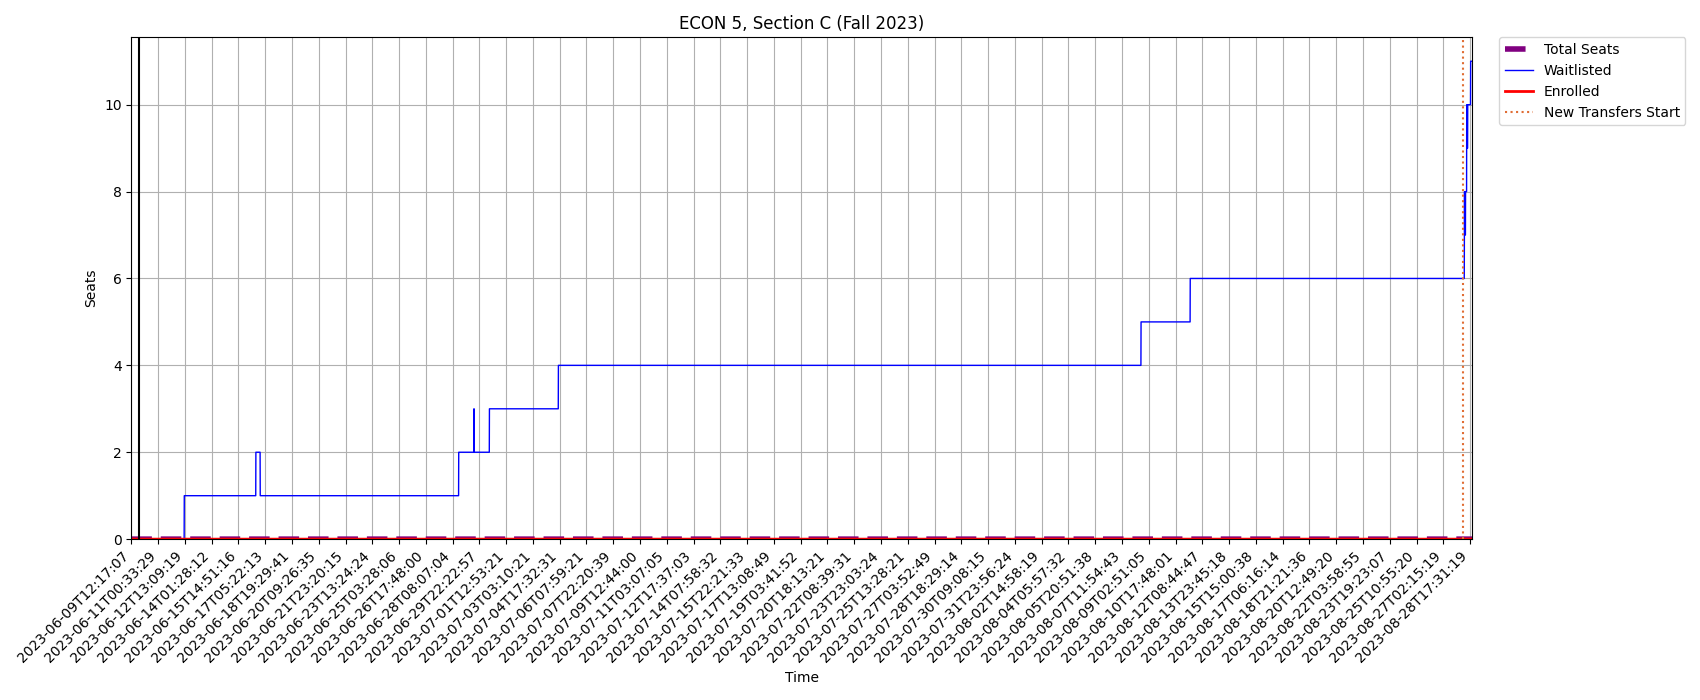 ECON 5, Section C (Fall 2023)
Total Seats
Waitlisted
Enrolled
New Transfers Start
Seats
10
8
6
4
2
0
2023-06-09T12:17:07
2023-06-11T00:33:29
2023-06-12T13:09:19
2023-06-14T01:28:12
2023-06-15T14:51:16
2023-06-17T05:22:13
2023-06-18T19:29:41
2023-06-20T09:26:35
2023-06-21T23:20:15
2023-06-23T13:24:24
2023-06-25T03:28:06
2023-06-26T17:48:00
2023-06-28T08:07:04
2023-06-29T22:22:57
2023-07-01T12:53:21
2023-07-03T03:10:21
2023-07-04T17:32:31
2023-07-06T07:59:21
2023-07-07T22:20:39
2023-07-09T12:44:00
2023-07-11T03:07:05
2023-07-12T17:37:03
2023-07-14T07:58:32
2023-07-15T22:21:33
2023-07-17T13:08:49
2023-07-19T03:41:52
2023-07-20T18:13:21
2023-07-22T08:39:31
2023-07-23T23:03:24
2023-07-25T13:28:21
2023-07-27T03:52:49
2023-07-28T18:29:14
2023-07-30T09:08:15
2023-07-31T23:56:24
2023-08-02T14:58:19
2023-08-04T05:57:32
2023-08-05T20:51:38
2023-08-07T11:54:43
2023-08-09T02:51:05
2023-08-10T17:48:01
2023-08-12T08:44:47
2023-08-13T23:45:18
2023-08-15T15:00:38
2023-08-17T06:16:14
2023-08-18T21:21:36
2023-08-20T12:49:20
2023-08-22T03:58:55
2023-08-23T19:23:07
2023-08-25T10:55:20
2023-08-27T02:15:19
2023-08-28T17:31:19
Time